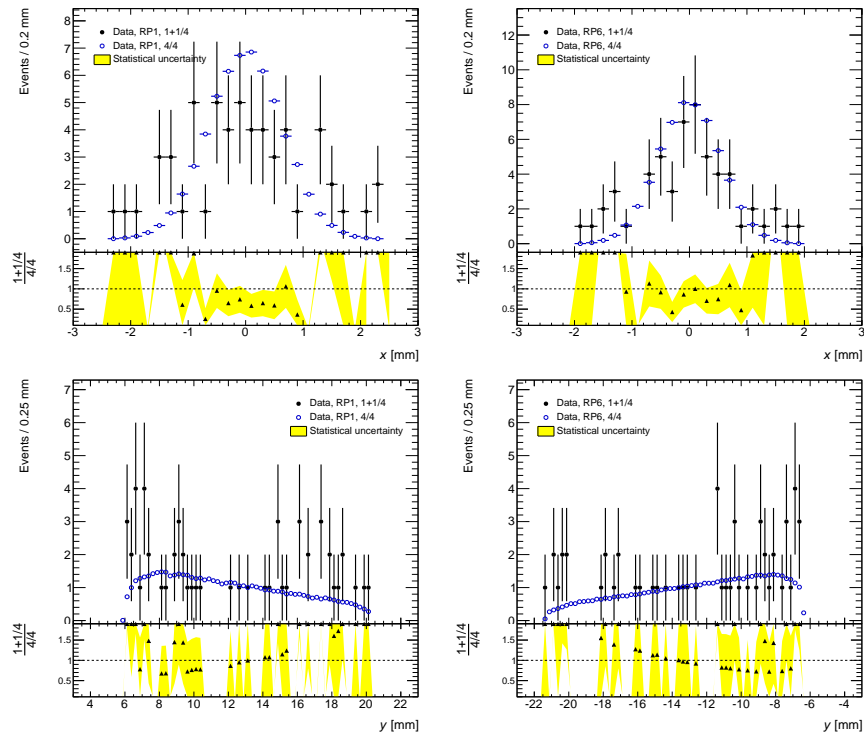 Events / 0.2 mm
8
7
6
5
4
3
2
1
0
Data, RP1, 1+1/4
Data, RP1, 4/4
Statistical uncertainty
1+1/4
4/4
1.5
1
0.5
-3 -2 -1 0 1 2 3
x [mm]
Events / 0.2 mm
12
10
8
6
4
2
0
Data, RP6, 1+1/4
Data, RP6, 4/4
Statistical uncertainty
1+1/4
4/4
1.5
1
0.5
-3 -2 -1 0 1 2 3
x [mm]
Events / 0.25 mm
7
6
5
4
3
2
1
0
Data, RP1, 1+1/4
Data, RP1, 4/4
Statistical uncertainty
1+1/4
4/4
1.5
1
0.5
4 6 8 10 12 14 16 18 20 22
y [mm]
Events / 0.25 mm
7
6
5
4
3
2
1
0
Data, RP6, 1+1/4
Data, RP6, 4/4
Statistical uncertainty
1+1/4
4/4
1.5
1
0.5
-22 -20 -18 -16 -14 -12 -10 -8 -6 -4
y [mm]